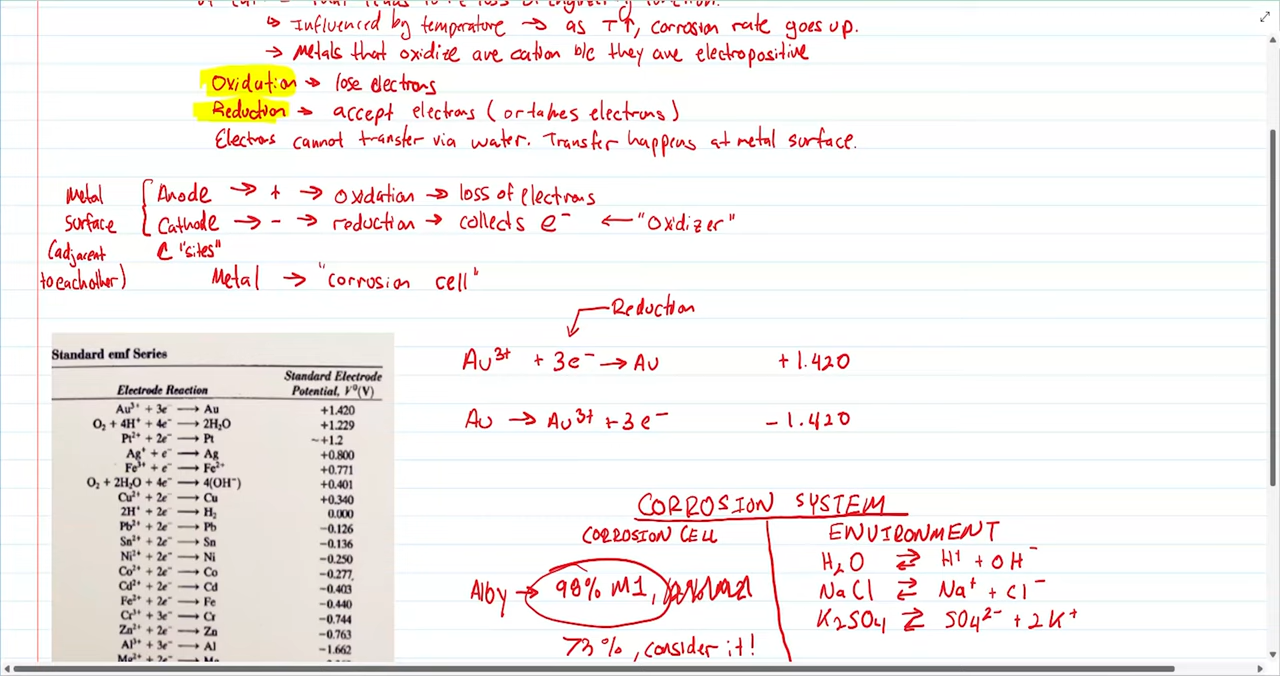 ↳ Influenced by temperature → as T↑, corrosion rate goes up.
→ Metals that oxidize are cation b/c they are electropositive
Oxidation → lose electrons
Reduction → accept electrons (or takes electrons)
Electrons cannot transfer via water. Transfer happens at metal surface.
Metal surface (adjacent to each other)
Anode → + → oxidation → loss of electrons
Cathode → - → reduction → collects e⁻ ← "Oxidizer"
"sites"
Metal → "corrosion cell"
Reduction
Au³⁺ + 3e⁻ → Au +1.420
Au → Au³⁺ + 3e⁻ -1.420
Standard emf Series
Electrode Reaction Standard Electrode Potential, V⁰(V)
Au³⁺ + 3e⁻ ⟶ Au +1.420
O₂ + 4H⁺ + 4e⁻ ⟶ 2H₂O +1.229
Pt²⁺ + 2e⁻ ⟶ Pt ~+1.2
Ag⁺ + e⁻ ⟶ Ag +0.800
Fe³⁺ + e⁻ ⟶ Fe²⁺ +0.771
O₂ + 2H₂O + 4e⁻ ⟶ 4(OH⁻) +0.401
Cu²⁺ + 2e⁻ ⟶ Cu +0.340
2H⁺ + 2e⁻ ⟶ H₂ 0.000
Pb²⁺ + 2e⁻ ⟶ Pb −0.126
Sn²⁺ + 2e⁻ ⟶ Sn −0.136
Ni²⁺ + 2e⁻ ⟶ Ni −0.250
Co²⁺ + 2e⁻ ⟶ Co −0.277
Cd²⁺ + 2e⁻ ⟶ Cd −0.403
Fe²⁺ + 2e⁻ ⟶ Fe −0.440
Cr³⁺ + 3e⁻ ⟶ Cr −0.744
Zn²⁺ + 2e⁻ ⟶ Zn −0.763
Al³⁺ + 3e⁻ ⟶ Al −1.662
CORROSION SYSTEM
CORROSION CELL
Alloy → 98% M1,
73%, consider it!
ENVIRONMENT
H₂O ⇄ H⁺ + OH⁻
NaCl ⇄ Na⁺ + Cl⁻
K₂SO₄ ⇄ SO₄²⁻ + 2K⁺